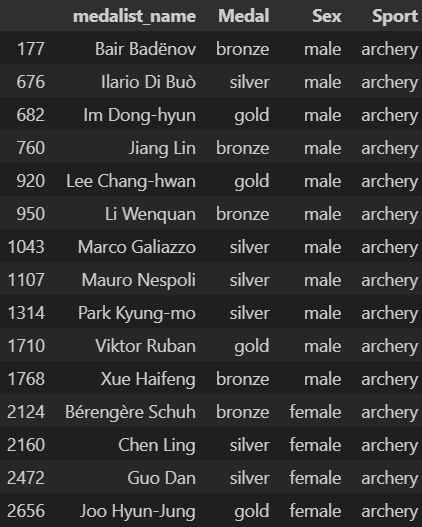 medalist_name Medal Sex Sport
177 Bair Badënov bronze male archery
676 Ilario Di Buò silver male archery
682 Im Dong-hyun gold male archery
760 Jiang Lin bronze male archery
920 Lee Chang-hwan gold male archery
950 Li Wenquan bronze male archery
1043 Marco Galiazzo silver male archery
1107 Mauro Nespoli silver male archery
1314 Park Kyung-mo silver male archery
1710 Viktor Ruban gold male archery
1768 Xue Haifeng bronze male archery
2124 Bérengère Schuh bronze female archery
2160 Chen Ling silver female archery
2472 Guo Dan silver female archery
2656 Joo Hyun-Jung gold female archery